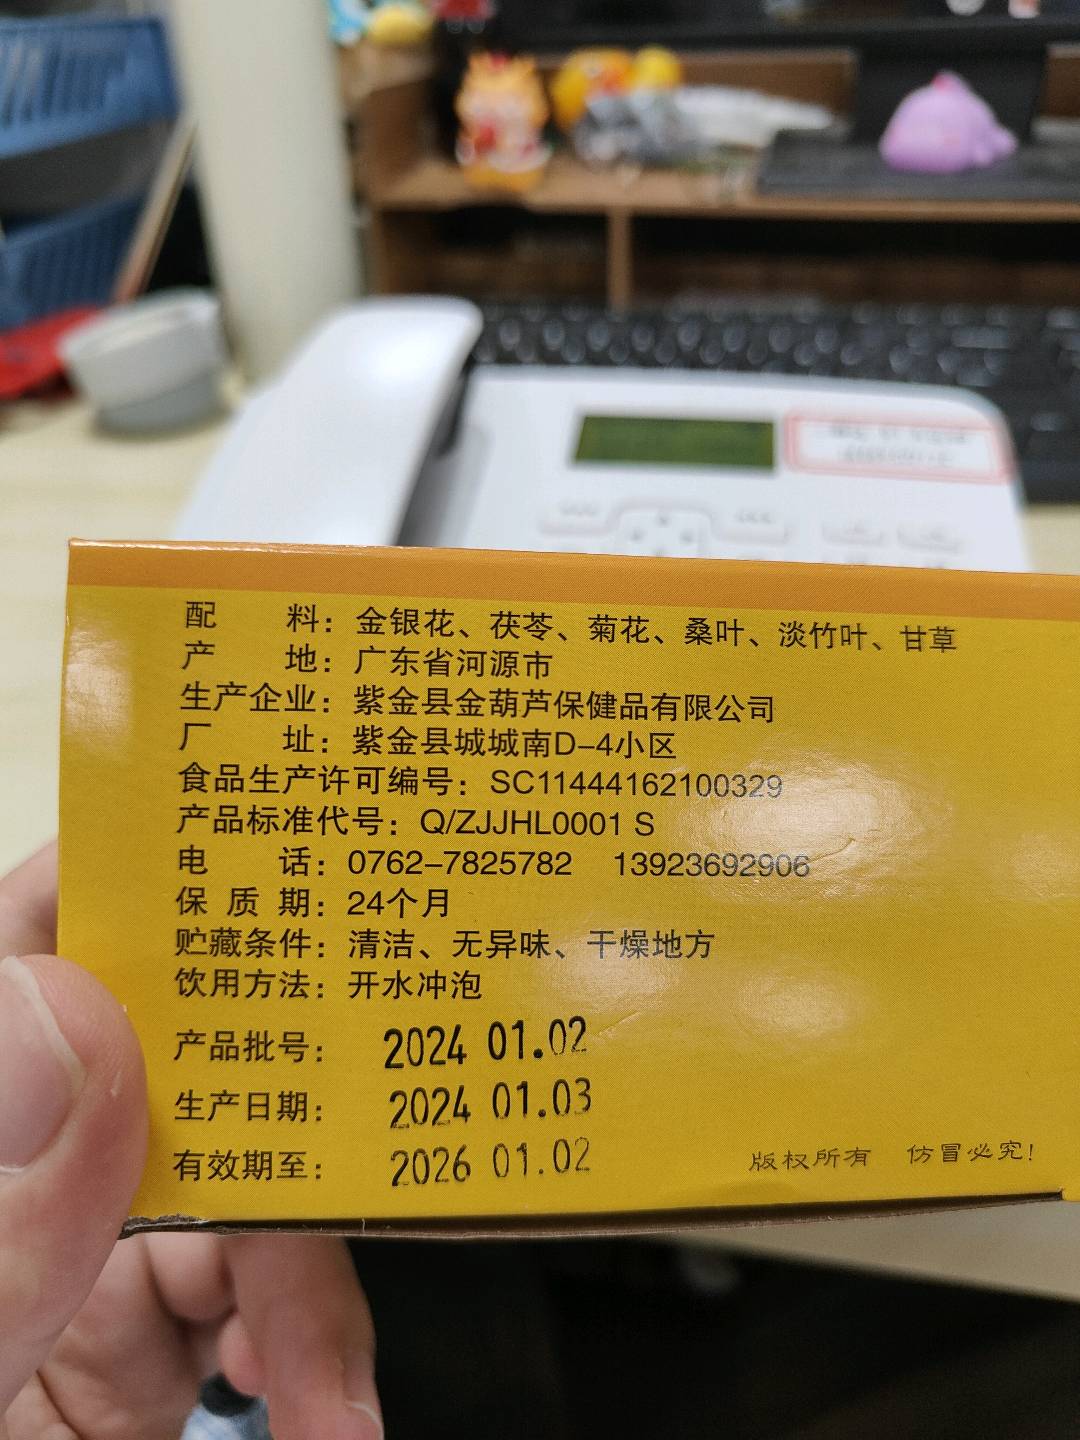 配料：金银花、茯苓、菊花、桑叶、淡竹叶、甘草
产地：广东省河源市
生产企业：紫金县金葫芦保健品有限公司
厂址：紫金县城城南D-4小区
食品生产许可编号：SC11444162100329
产品标准代号：Q/ZJJHL0001 S
电话：0762-7825782 13923692906
保质期：24个月
贮藏条件：清洁、无异味、干燥地方
饮用方法：开水冲泡
产品批号： 2024 01.02
生产日期： 2024 01.03
有效期至： 2026 01.02
版权所有 仿冒必究!